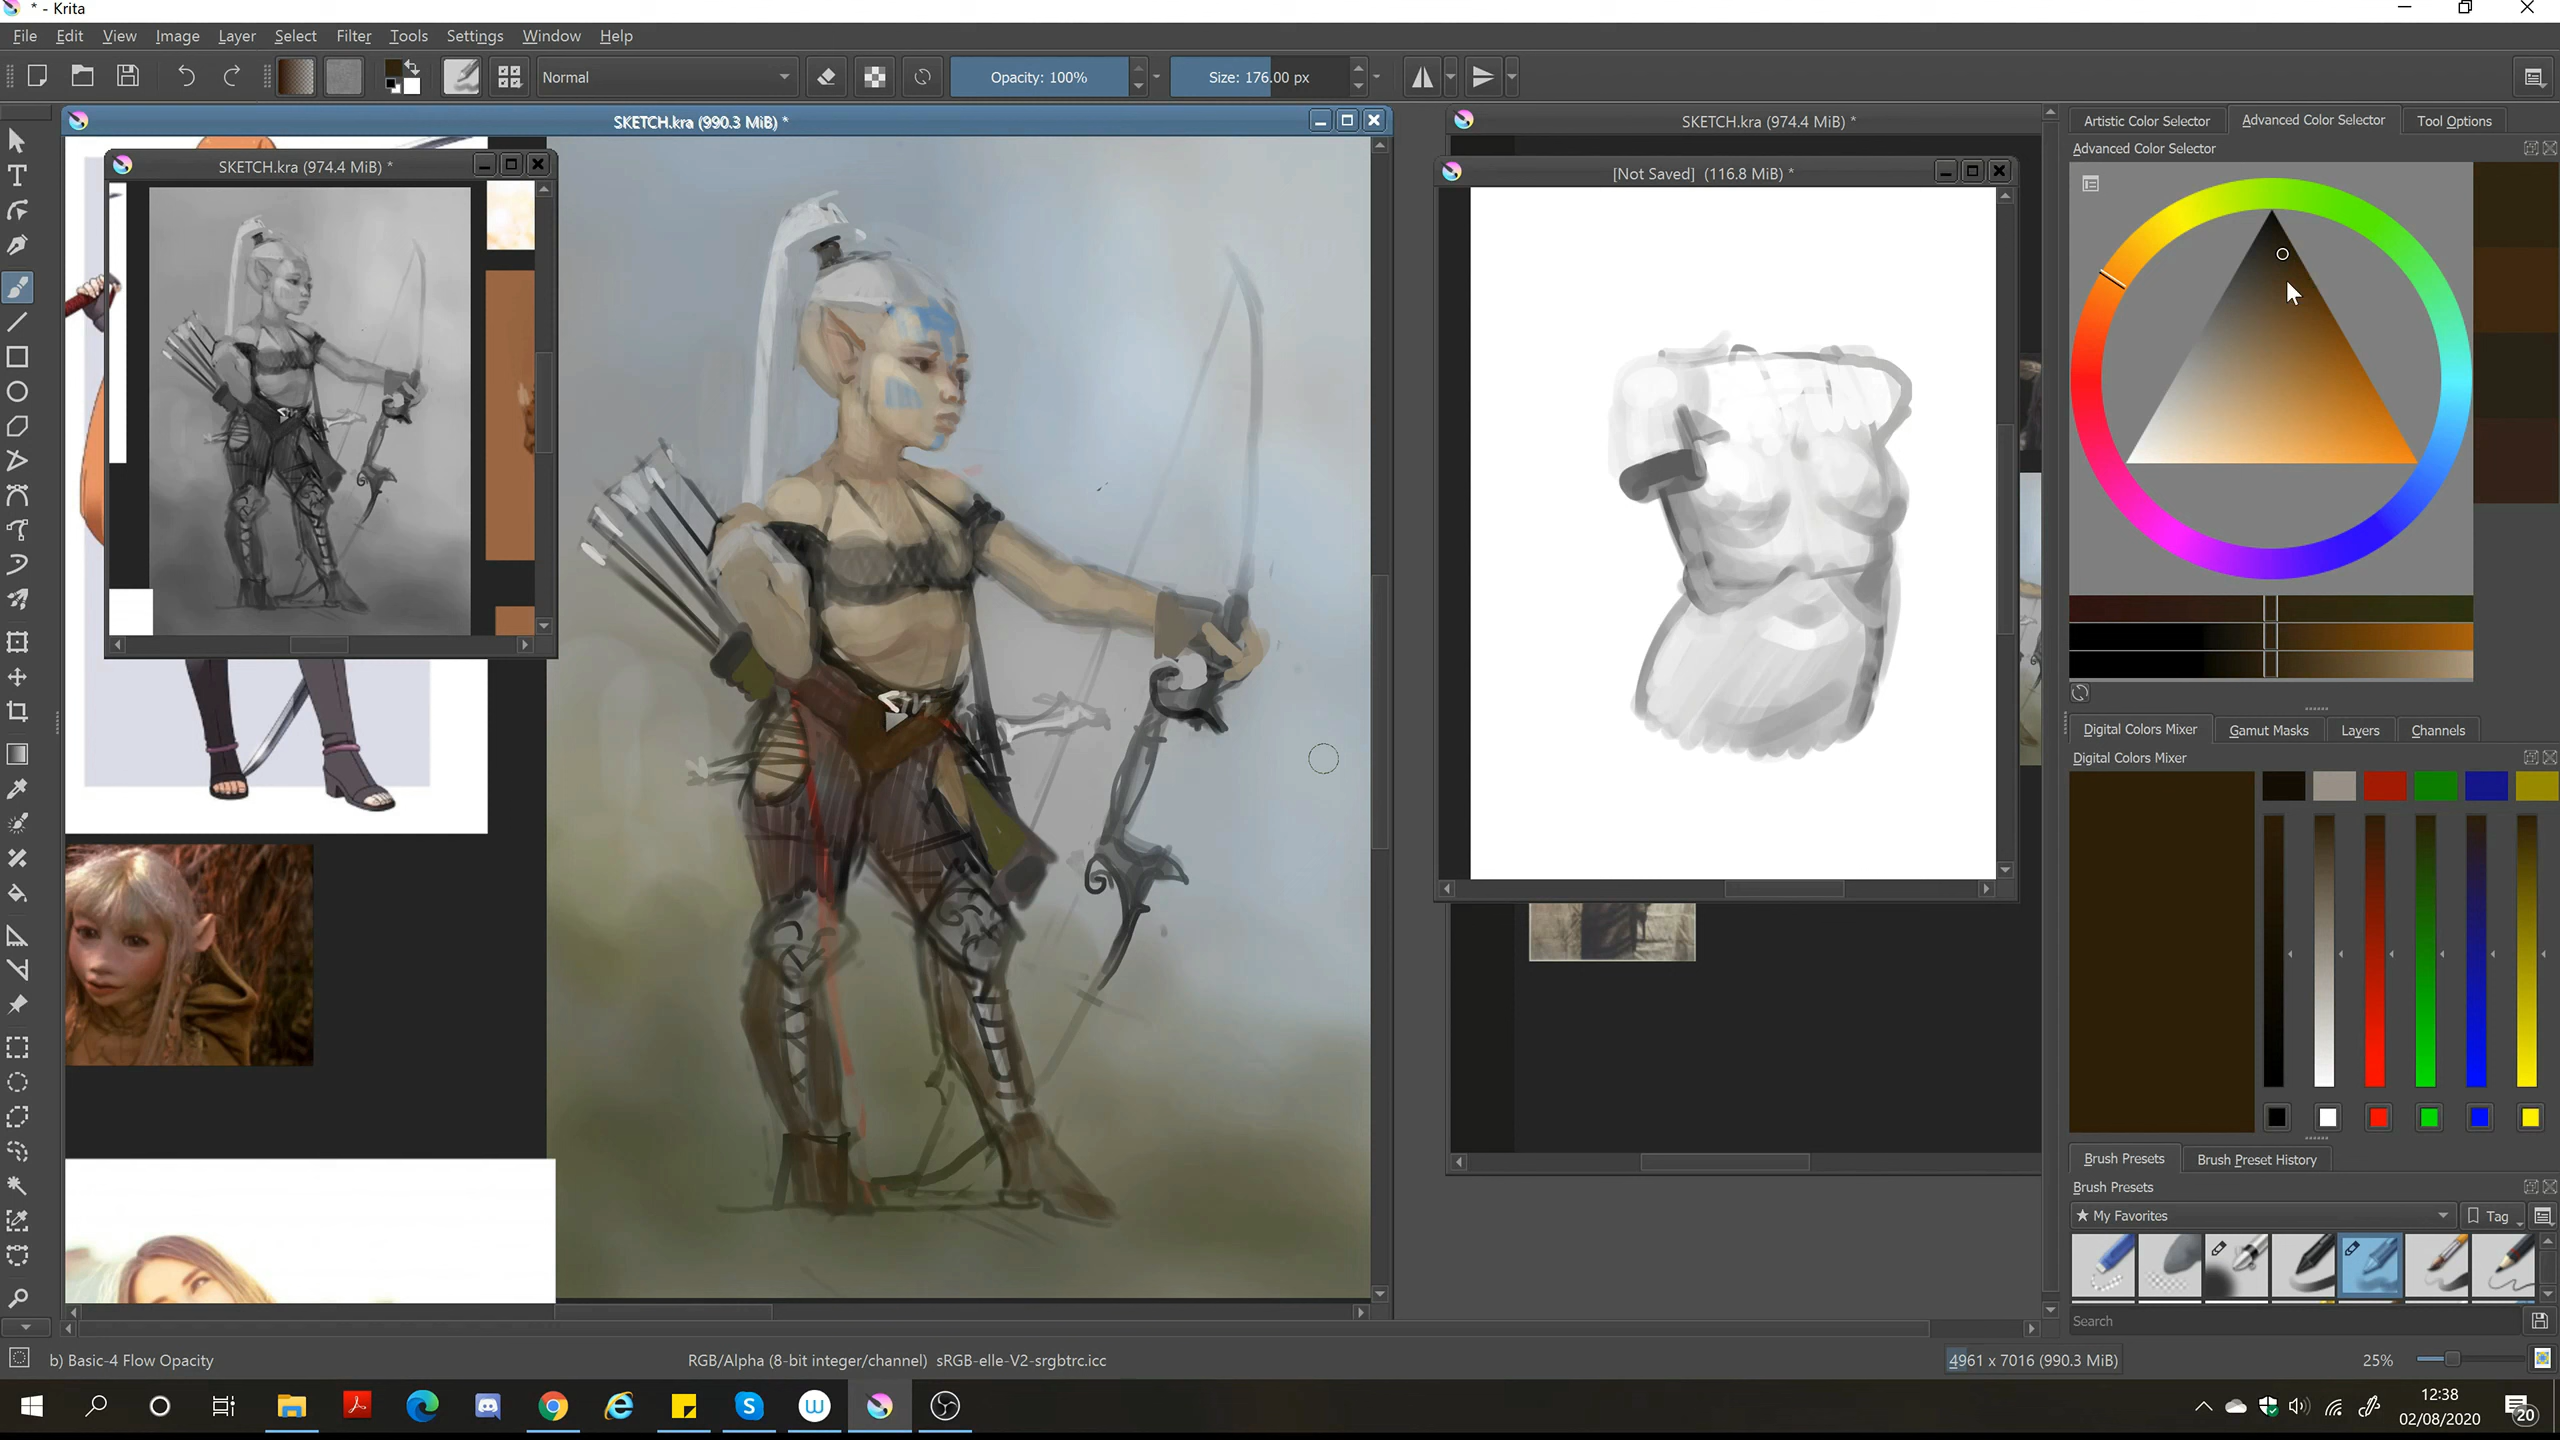 * - Krita
File Edit View Image Layer Select Filter Tools Settings Window Help
Normal
Opacity: 100%
Size: 176.00 px
SKETCH.kra (990.3 MiB) *
SKETCH.kra (974.4 MiB) *
SKETCH.kra (974.4 MiB) *
[Not Saved] (116.8 MiB) *
Artistic Color Selector
Advanced Color Selector
Tool Options
Advanced Color Selector
Digital Colors Mixer
Gamut Masks
Layers
Channels
Digital Colors Mixer
Brush Presets
Brush Preset History
Brush Presets
★ My Favorites
Tag
Search
b) Basic-4 Flow Opacity
RGB/Alpha (8-bit integer/channel) sRGB-elle-V2-srgbtrc.icc
4961 x 7016 (990.3 MiB)
25%
12:38
02/08/2020
20